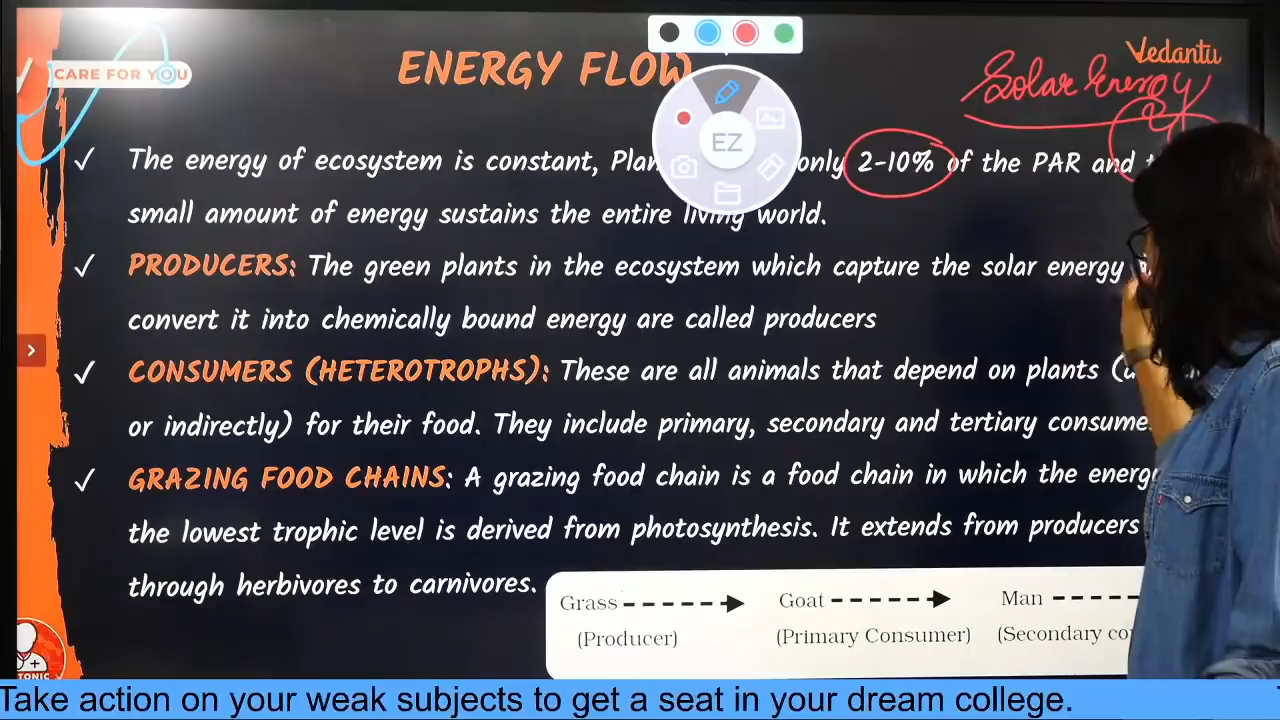 Vedantu
CARE FOR YOU
ENERGY FLOW
Solar Energy
EZ
✓ The energy of ecosystem is constant, only 2-10% of the PAR and
small amount of energy sustains the entire living world.
✓ PRODUCERS: The green plants in the ecosystem which capture the solar energy
convert it into chemically bound energy are called producers
✓ CONSUMERS (HETEROTROPHS): These are all animals that depend on plants
or indirectly) for their food. They include primary, secondary and tertiary
✓ GRAZING FOOD CHAINS: A grazing food chain is a food chain in which the
the lowest trophic level is derived from photosynthesis. It extends from producers
through herbivores to carnivores.
Grass Goat Man
(Producer) (Primary Consumer) (Secondary
Take action on your weak subjects to get a seat in your dream college.